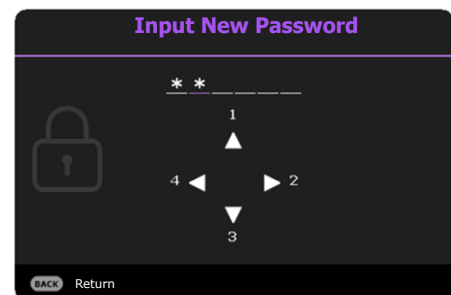 Input New Password
* * _ _ _ _
1
4 2
3
BACK Return